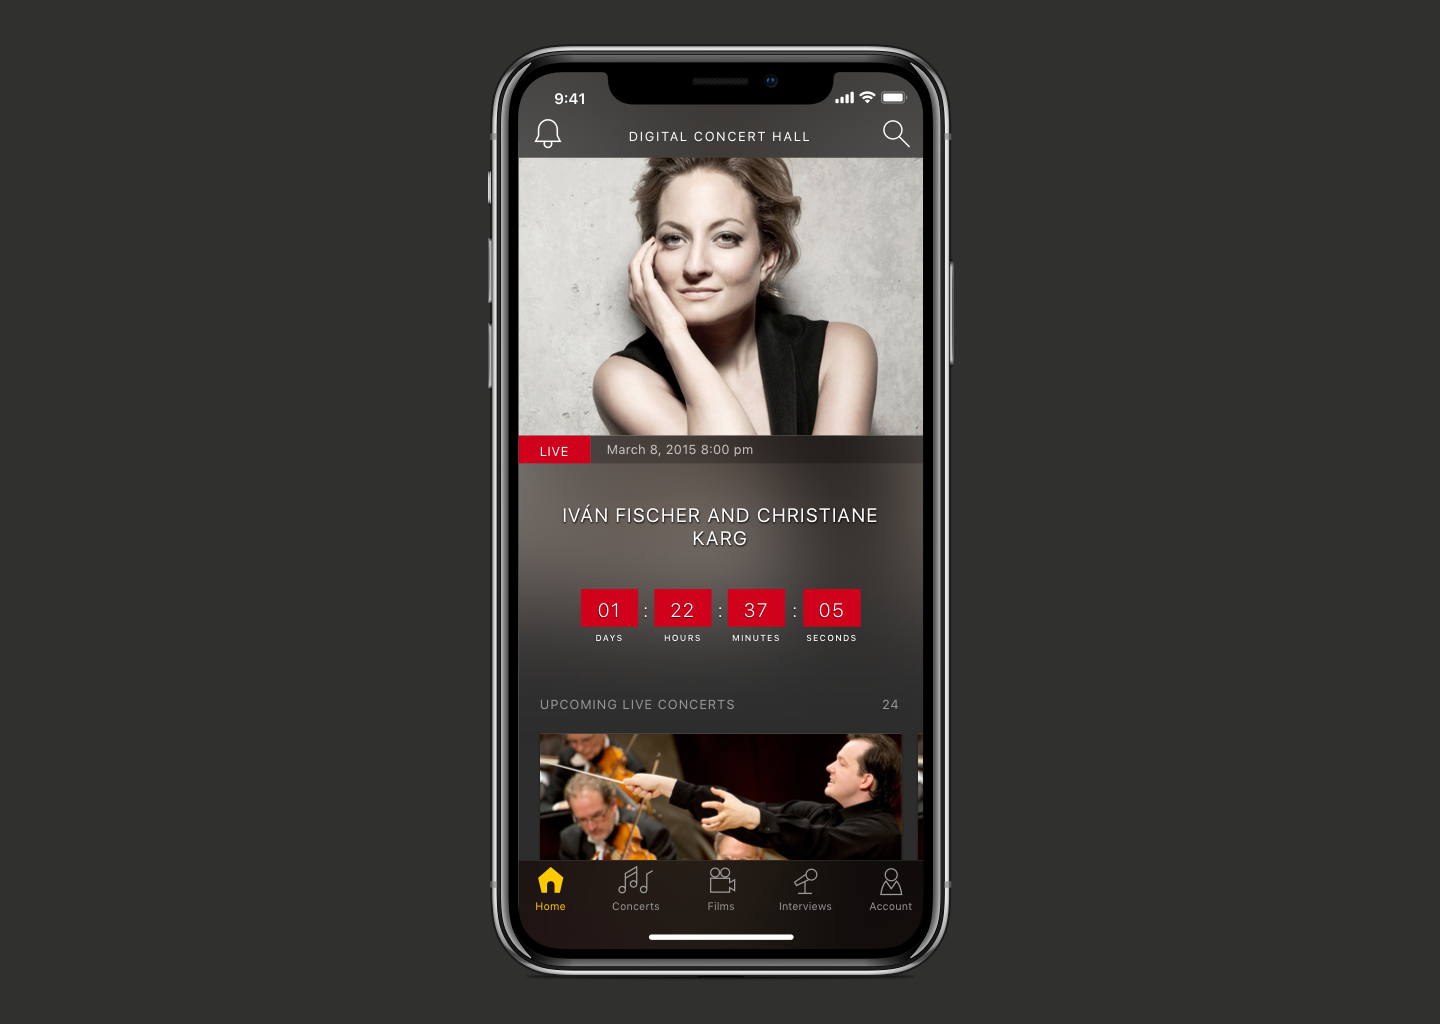 9:41
DIGITAL CONCERT HALL
LIVE
March 8, 2015 8:00 pm
IVÁN FISCHER AND CHRISTIANE
KARG
01 : 22 : 37 : 05
DAYS HOURS MINUTES SECONDS
UPCOMING LIVE CONCERTS 24
Home Concerts Films Interviews Account